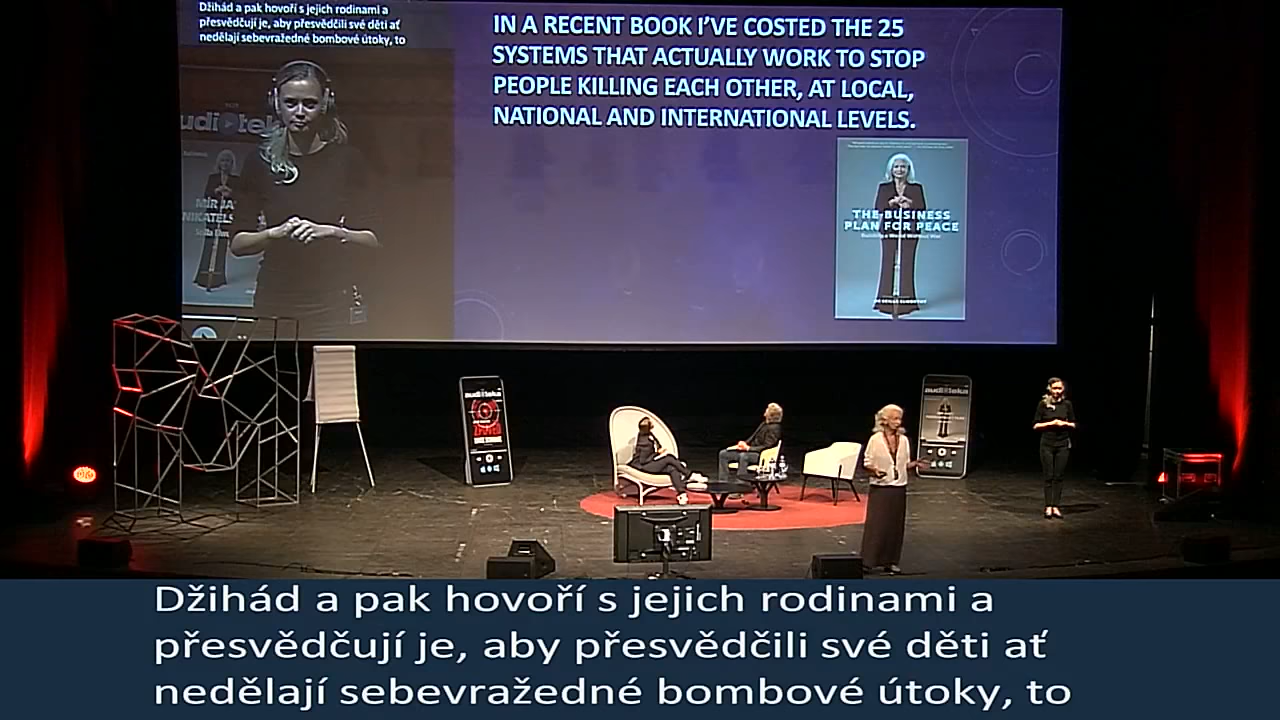 Džihád a pak hovoří s jejich rodinami a
přesvědčují je, aby přesvědčili své děti ať
nedělají sebevražedné bombové útoky, to
IN A RECENT BOOK I'VE COSTED THE 25
SYSTEMS THAT ACTUALLY WORK TO STOP
PEOPLE KILLING EACH OTHER, AT LOCAL,
NATIONAL AND INTERNATIONAL LEVELS.
THE BUSINESS
PLAN FOR PEACE
audioteka
audioteka
Džihád a pak hovoří s jejich rodinami a
přesvědčují je, aby přesvědčili své děti ať
nedělají sebevražedné bombové útoky, to